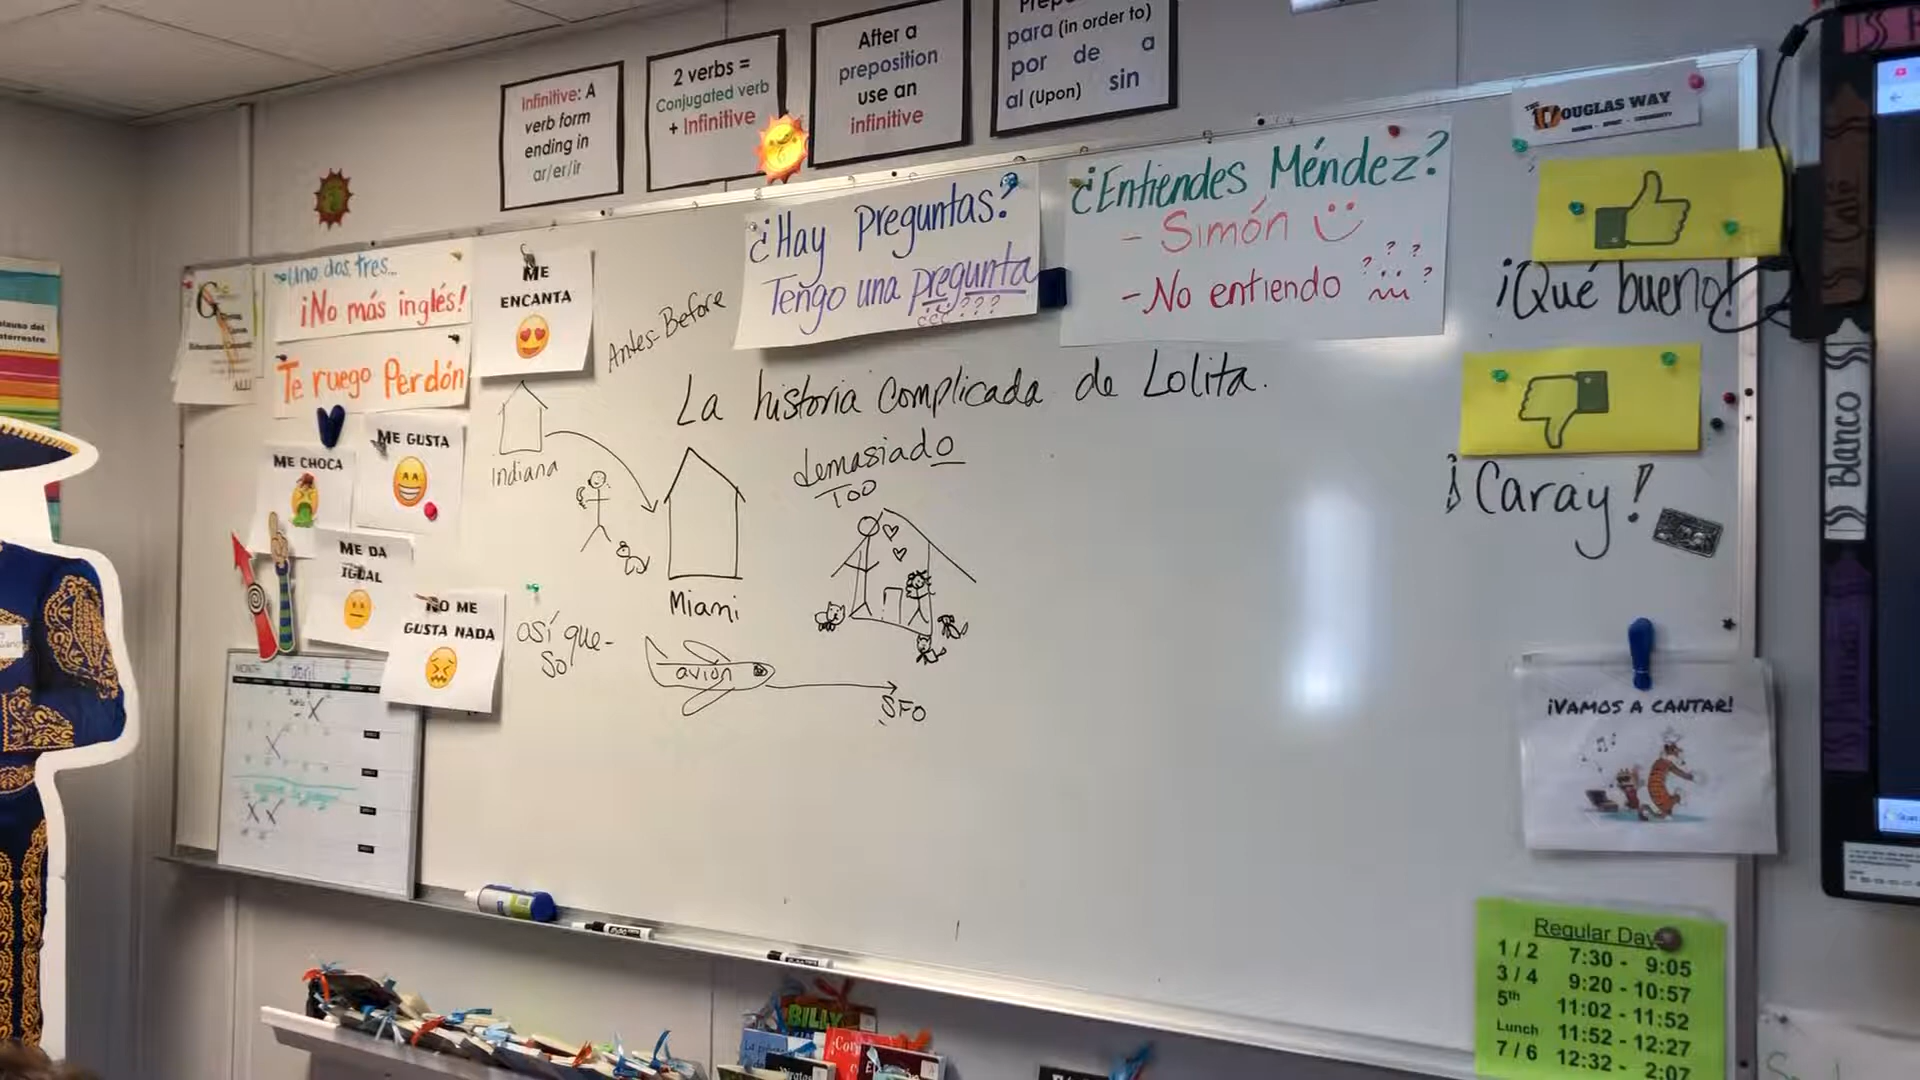 Infinitive: A
verb form
ending in
ar/er/ir
2 verbs =
Conjugated verb
+ Infinitive
After a
preposition
use an
infinitive
para (in order to)
por de a
al (Upon) sin
THE DOUGLAS WAY
Uno dos tres...
¡No más inglés!
Te ruego Perdón
ME
ENCANTA
Antes-Before
¿Hay Preguntas?
Tengo una pregunta
¿¿¿???
¿Entiendes Méndez?
- Simón
- No entiendo ? ? ? ? ?
¡Qué bueno!
¡Caray!
ME CHOCA
ME GUSTA
ME DA
IGUAL
NO ME
GUSTA NADA
La historia complicada de Lolita.
Indiana
Miami
demasiado
Too
así que-
so
avión
SFO
MONTH abril
Café
Blanco
¡VAMOS A CANTAR!
Regular Day
1 / 2 7:30 - 9:05
3 / 4 9:20 - 10:57
5th 11:02 - 11:52
Lunch 11:52 - 12:27
7 / 6 12:32 - 2:07
BILLY